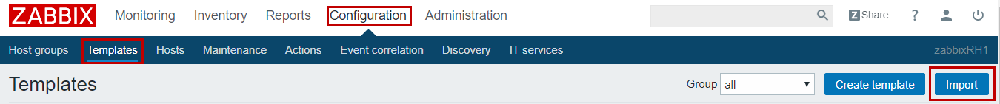 ZABBIX Monitoring Inventory Reports Configuration Administration Z Share ?
Host groups Templates Hosts Maintenance Actions Event correlation Discovery IT services zabbixRH1
Templates Group all Create template Import